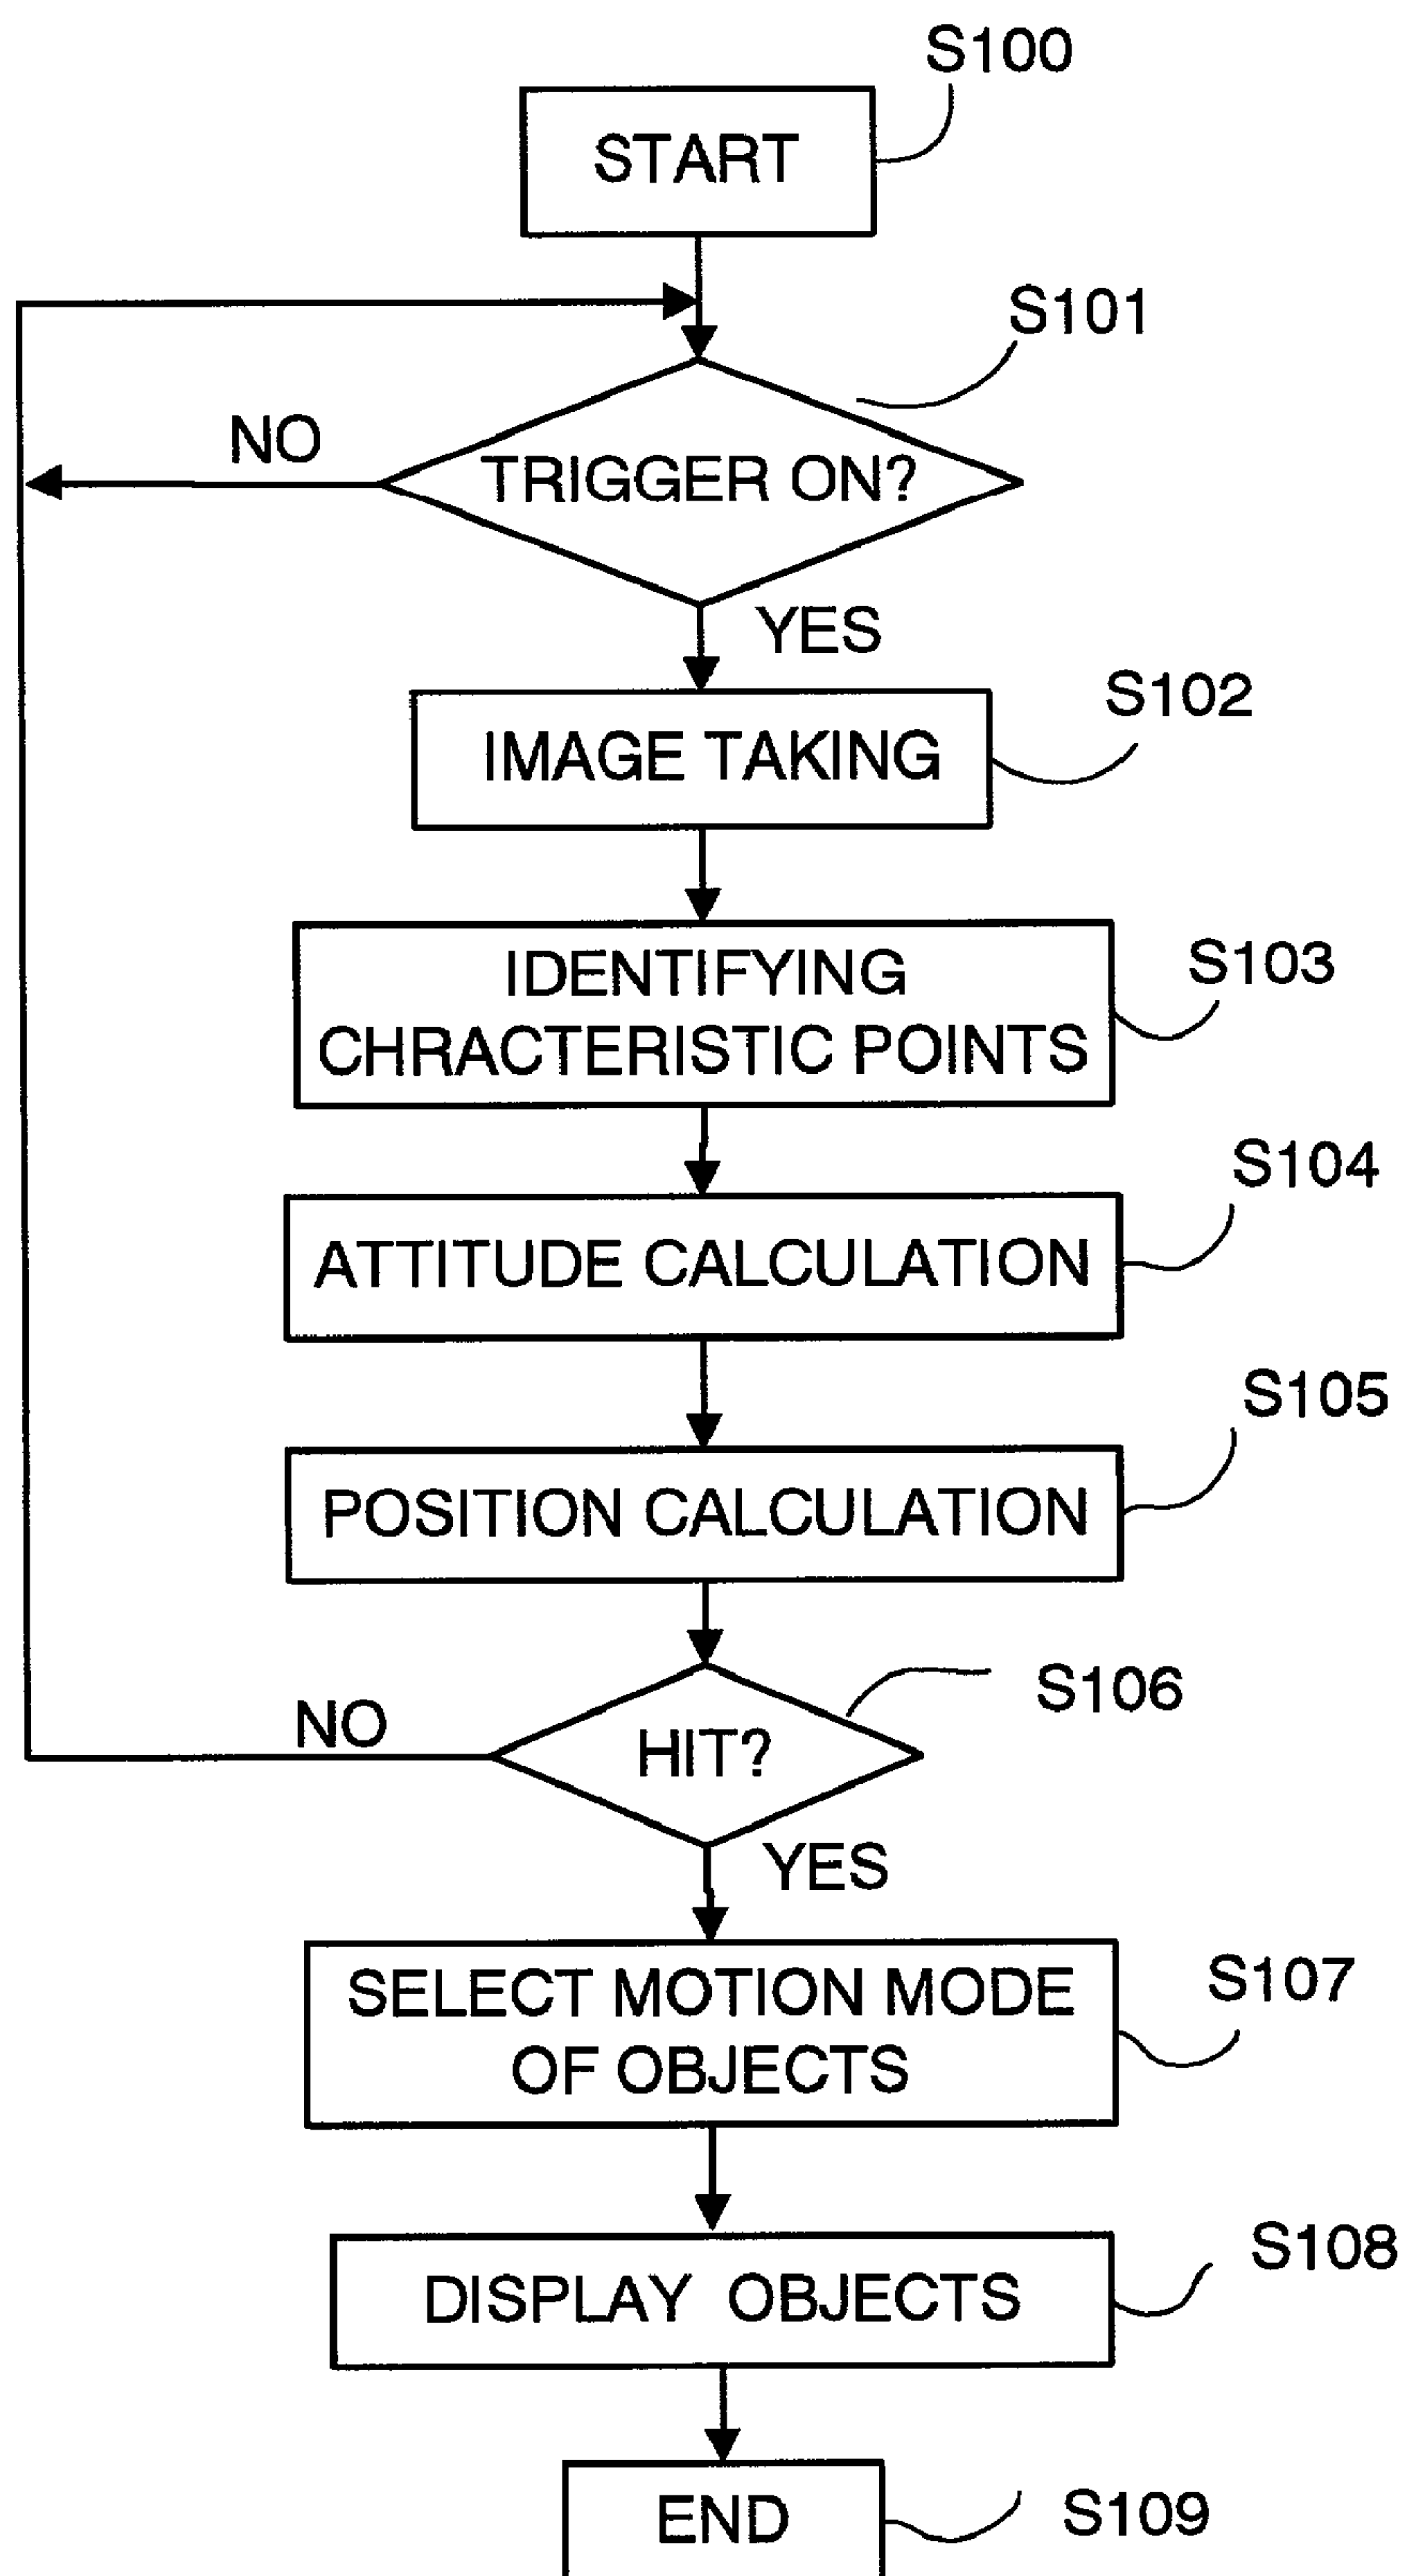 S100
START
S101
NO
TRIGGER ON?
YES
S102
IMAGE TAKING
IDENTIFYING
S103
CHRACTERISTIC POINTS
S104
ATTITUDE CALCULATION
S105
POSITION CALCULATION
S106
NO
HIT?
YES
SELECT MOTION MODE
S107
OF OBJECTS
S108
DISPLAY OBJECTS
END
S109